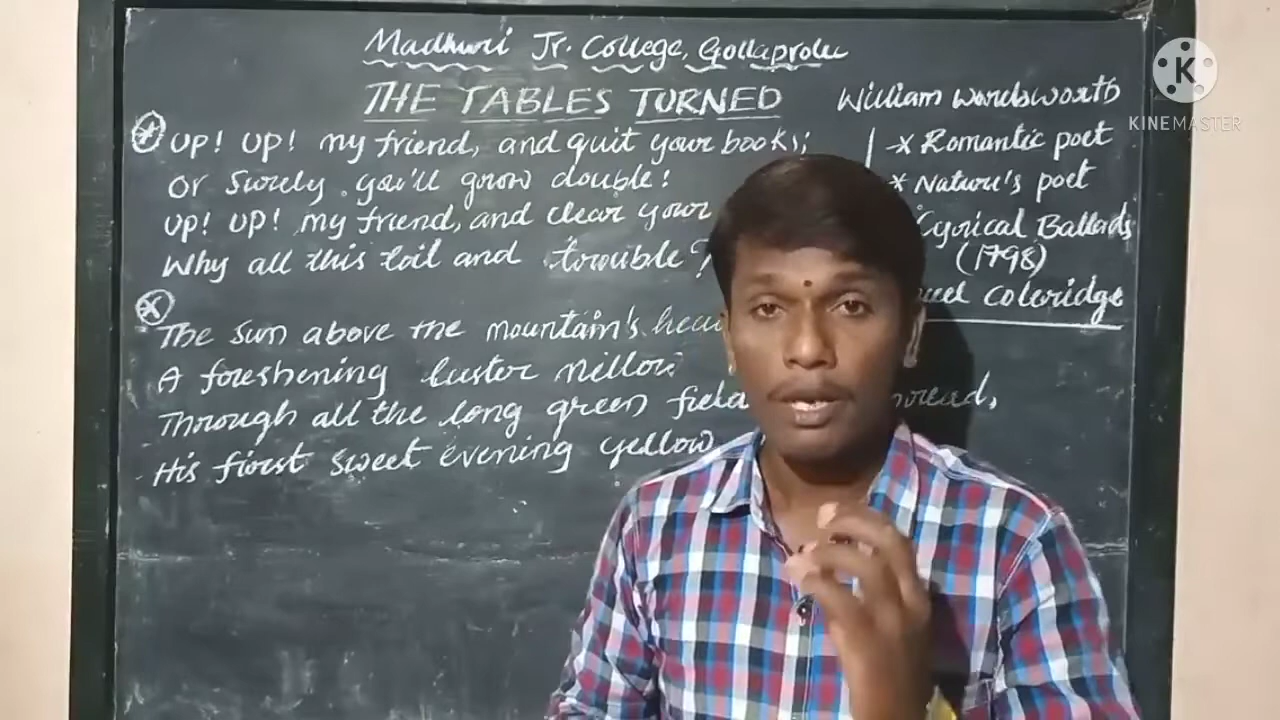 Madhuri Jr. College, Gollaprolu
THE TABLES TURNED
William Wordsworth
UP! UP! my friend, and quit your books;
Or Surely you'll grow double!
UP! UP! my friend, and clear your
Why all this toil and trouble?
The Sun above the mountain's head
A foreshening luster mellow
Through all the long green field
His first Sweet evening yellow
* Romantic poet
* Nature's poet
Lyrical Ballads
(1798)
Coleridge
K
KINEMASTER